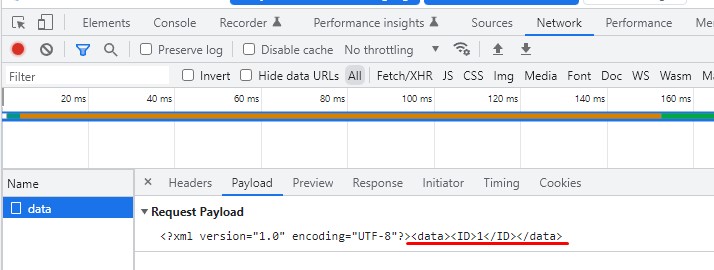 Elements Console Recorder Performance insights Sources Network Performance
Preserve log Disable cache No throttling
Filter Invert Hide data URLs All Fetch/XHR JS CSS Img Media Font Doc WS Wasm
20 ms 40 ms 60 ms 80 ms 100 ms 120 ms 140 ms 160 ms
Name × Headers Payload Preview Response Initiator Timing Cookies
data
Request Payload
<?xml version="1.0" encoding="UTF-8"?><data><ID>1</ID></data>